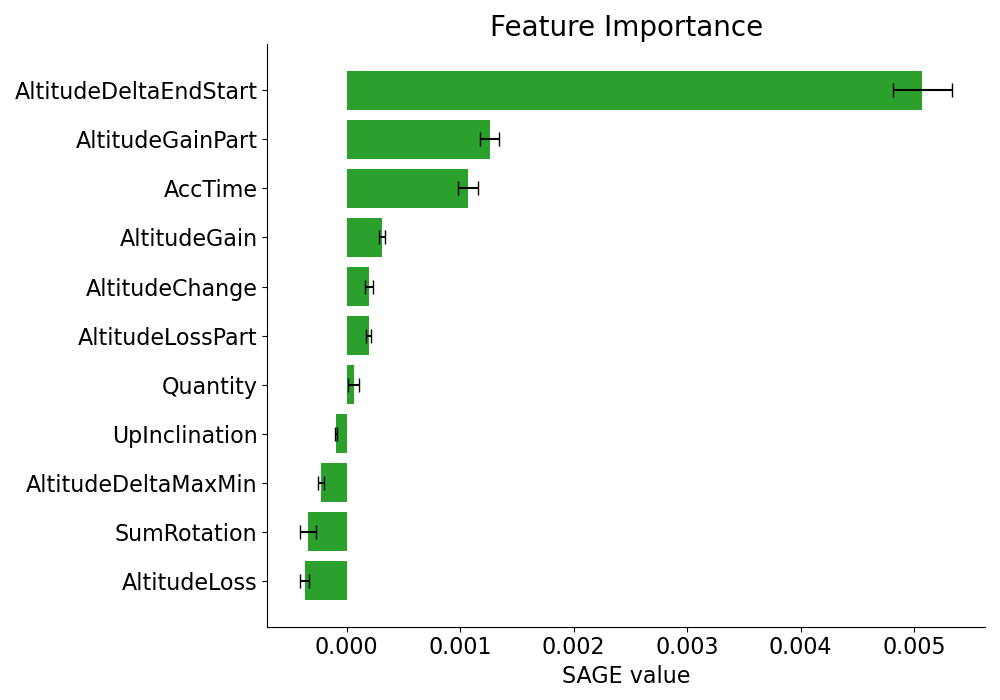 Feature Importance
AltitudeDeltaEndStart
AltitudeGainPart
AccTime
AltitudeGain
AltitudeChange
AltitudeLossPart
Quantity
UpInclination
AltitudeDeltaMaxMin
SumRotation
AltitudeLoss
0.000 0.001 0.002 0.003 0.004 0.005
SAGE value